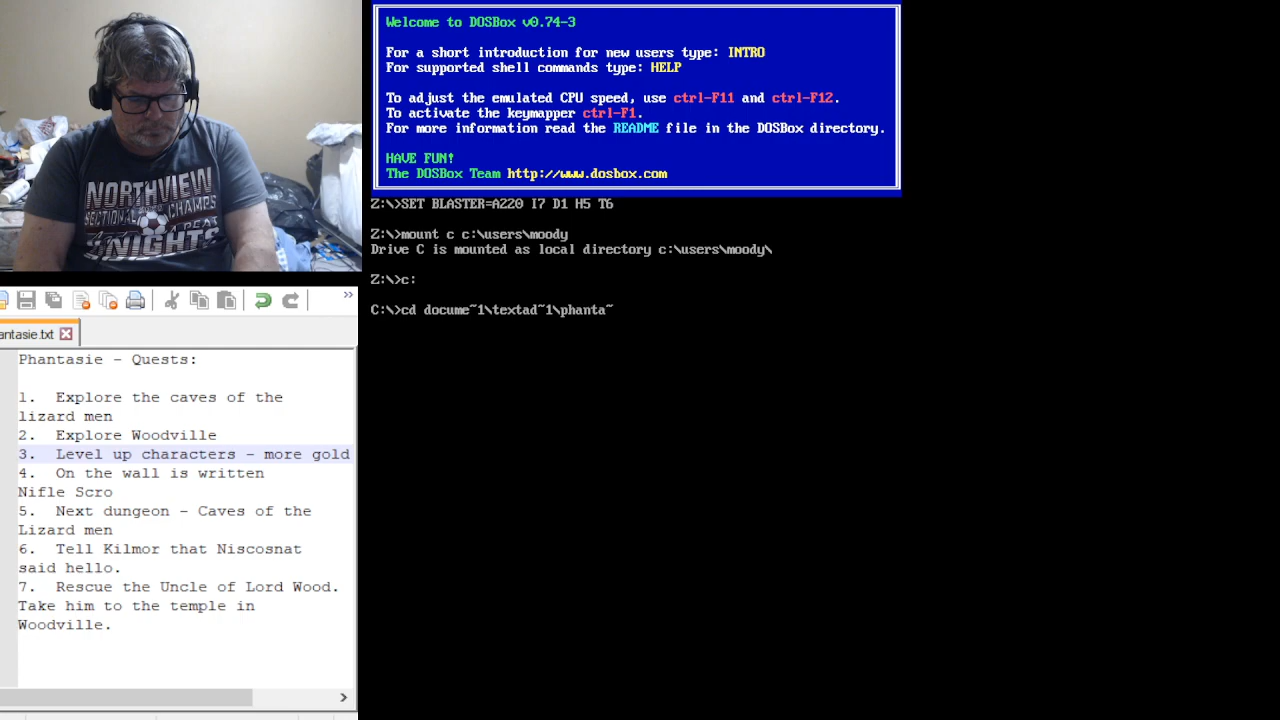 NORTHVIEW
SECTIONAL CHAMPS
KNIGHTS
antasie.txt
Phantasie - Quests:
1. Explore the caves of the
lizard men
2. Explore Woodville
3. Level up characters - more gold
4. On the wall is written
Nifle Scro
5. Next dungeon - Caves of the
Lizard men
6. Tell Kilmor that Niscosnat
said hello.
7. Rescue the Uncle of Lord Wood.
Take him to the temple in
Woodville.
Welcome to DOSBox v0.74-3
For a short introduction for new users type: INTRO
For supported shell commands type: HELP
To adjust the emulated CPU speed, use ctrl-F11 and ctrl-F12.
To activate the keymapper ctrl-F1.
For more information read the README file in the DOSBox directory.
HAVE FUN!
The DOSBox Team http://www.dosbox.com
Z:\>SET BLASTER=A220 I7 D1 H5 T6
Z:\>mount c c:\users\moody
Drive C is mounted as local directory c:\users\moody\
Z:\>c:
C:\>cd docume~1\textad~1\phanta~